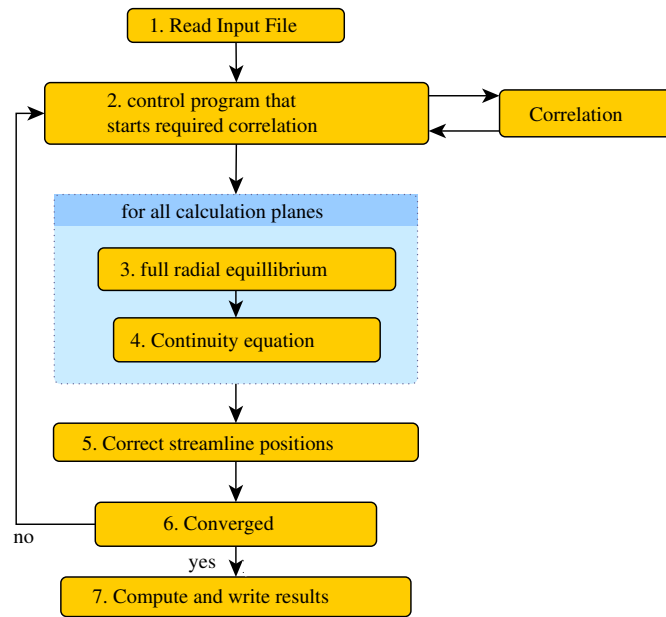 1. Read Input File
2. control program that
starts required correlation
Correlation
for all calculation planes
3. full radial equillibrium
4. Continuity equation
5. Correct streamline positions
6. Converged
no
yes
7. Compute and write results